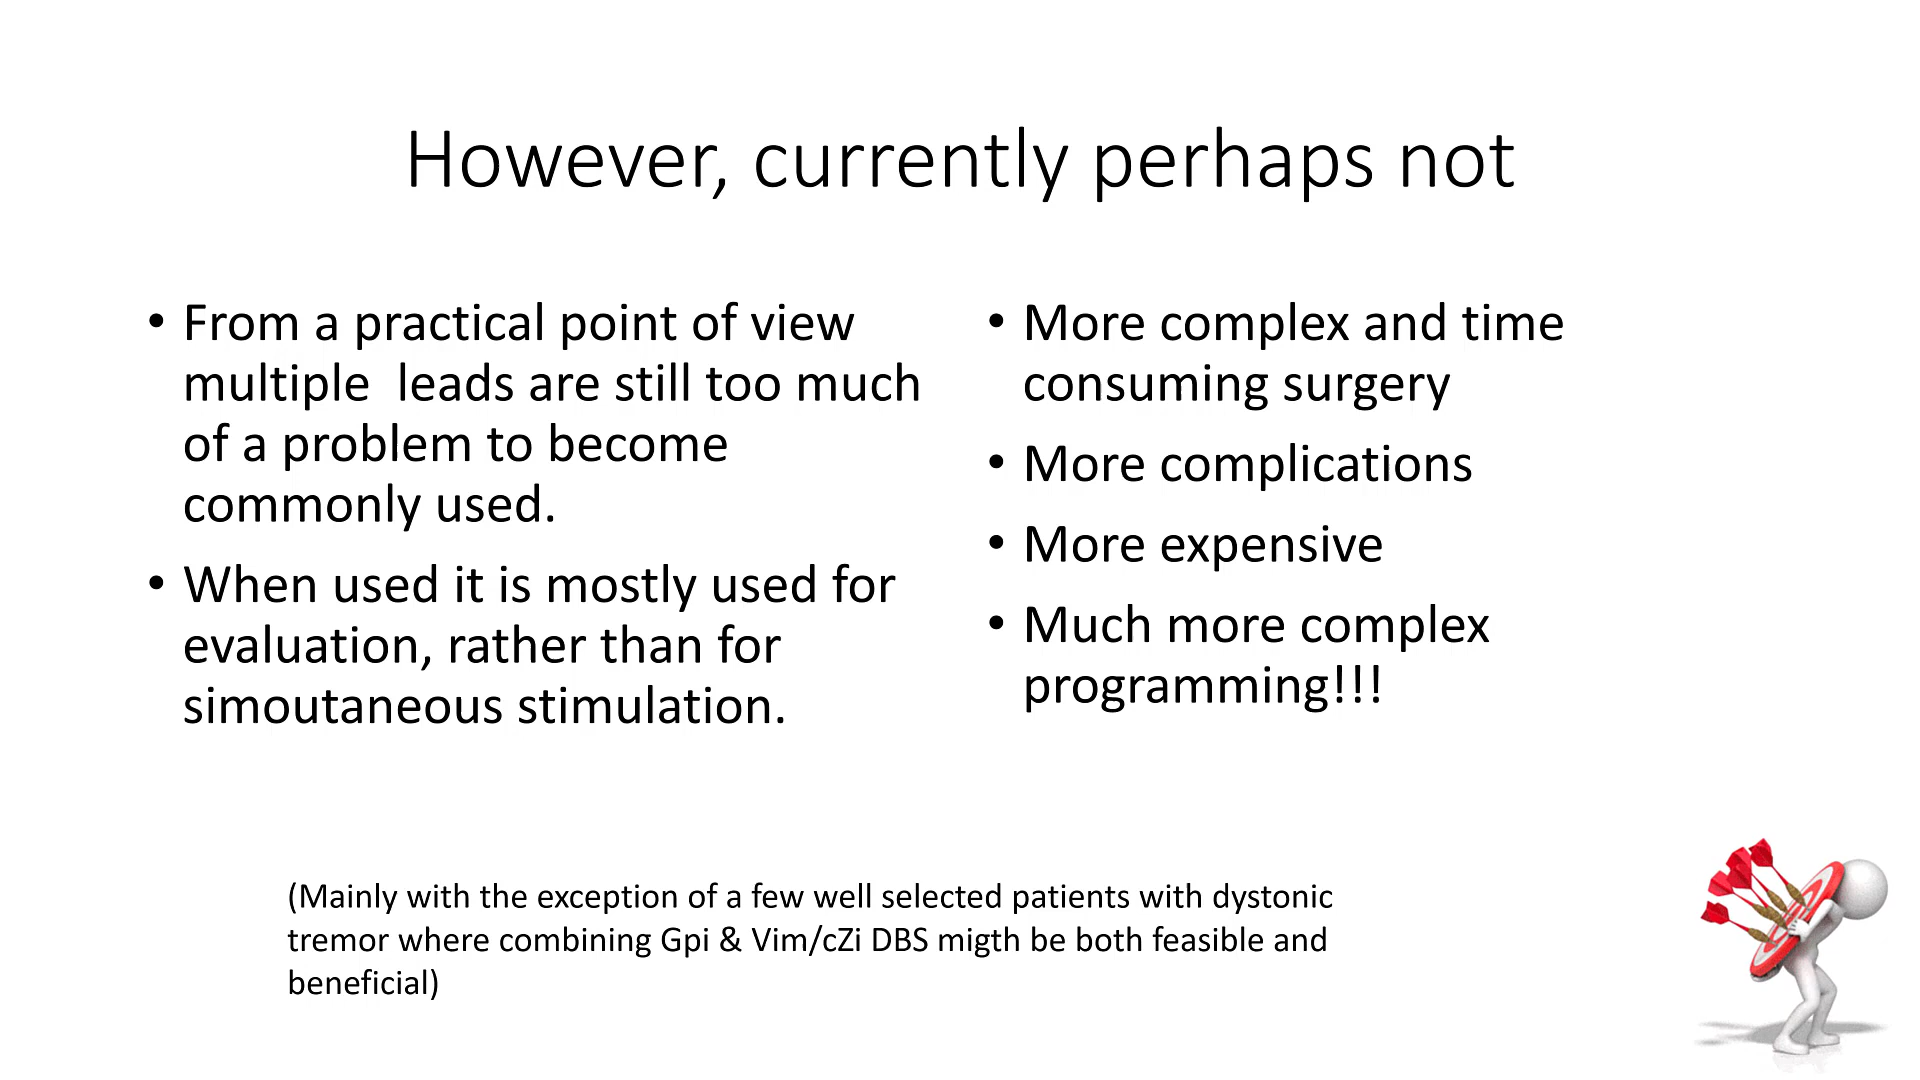 However, currently perhaps not
• From a practical point of view
multiple  leads are still too much
of a problem to become
commonly used.
• When used it is mostly used for
evaluation, rather than for
simoutaneous stimulation.
• More complex and time
consuming surgery
• More complications
• More expensive
• Much more complex
programming!!!
(Mainly with the exception of a few well selected patients with dystonic
tremor where combining Gpi & Vim/cZi DBS migth be both feasible and
beneficial)